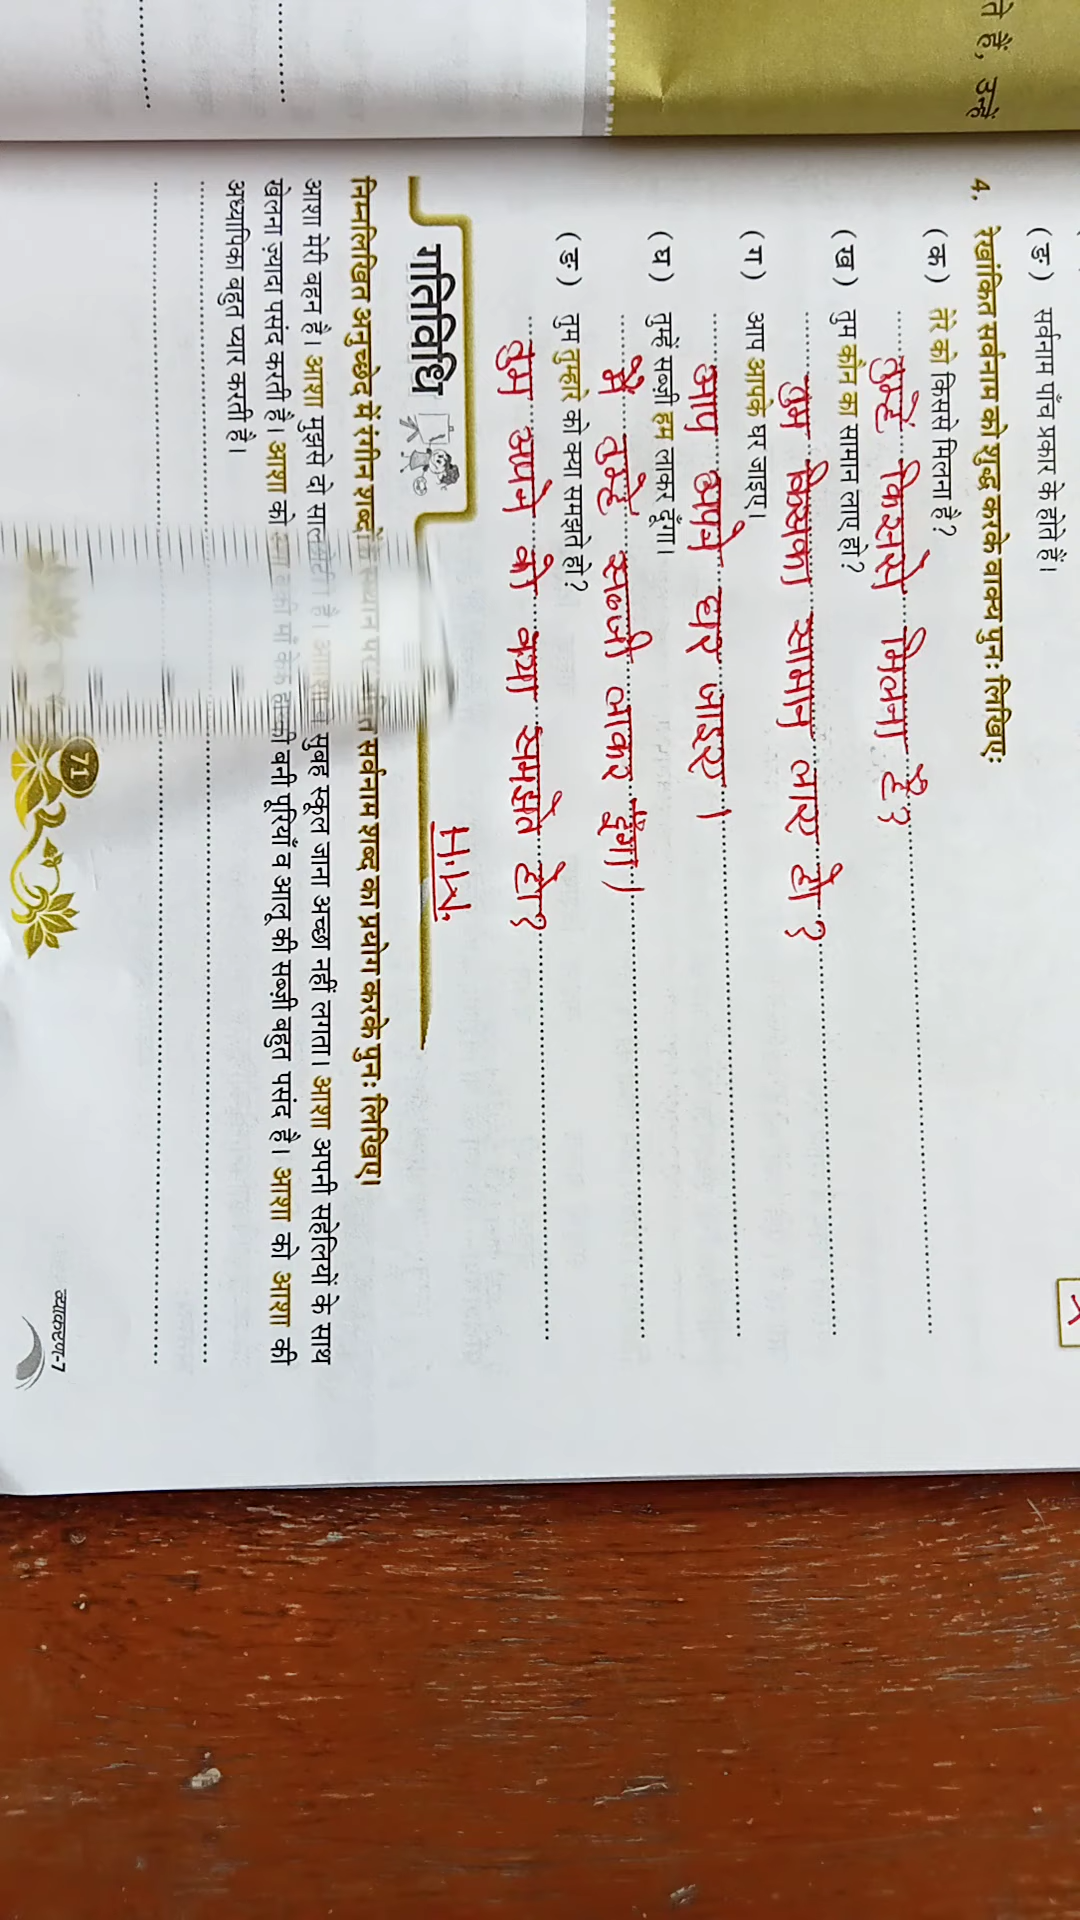 ते हैं, उन्हें
(ङ) सर्वनाम पाँच प्रकार के होते हैं।
4. रेखांकित सर्वनाम को शुद्ध करके वाक्य पुनः लिखिए:
(क) तेरे को किससे मिलना है?
तुम्हें किससे मिलना है?
(ख) तुम कौन का सामान लाए हो?
तुम किसका सामान लाए हो?
(ग) आप आपके घर जाइए।
आप अपने घर जाइए।
(घ) तुम्हें सब्ज़ी हम लाकर दूँगा।
मैं तुम्हें सब्जी लाकर दूँगा।
(ङ) तुम तुम्हारे को क्या समझते हो?
तुम अपने को क्या समझते हो?
H.W.
गतिविधि
निम्नलिखित अनुच्छेद में रंगीन शब्दों के स्थान पर सर्वनाम शब्द का प्रयोग करके पुनः लिखिए।
आशा मेरी बहन है। आशा मुझसे दो साल छोटी है। सुबह स्कूल जाना अच्छा नहीं लगता। आशा अपनी सहेलियों के साथ
खेलना ज़्यादा पसंद करती है। आशा को माँ के हाथ की बनी पूरियाँ व आलू की सब्ज़ी बहुत पसंद है। आशा को आशा की
अध्यापिका बहुत प्यार करती है।
71
व्याकरण-7